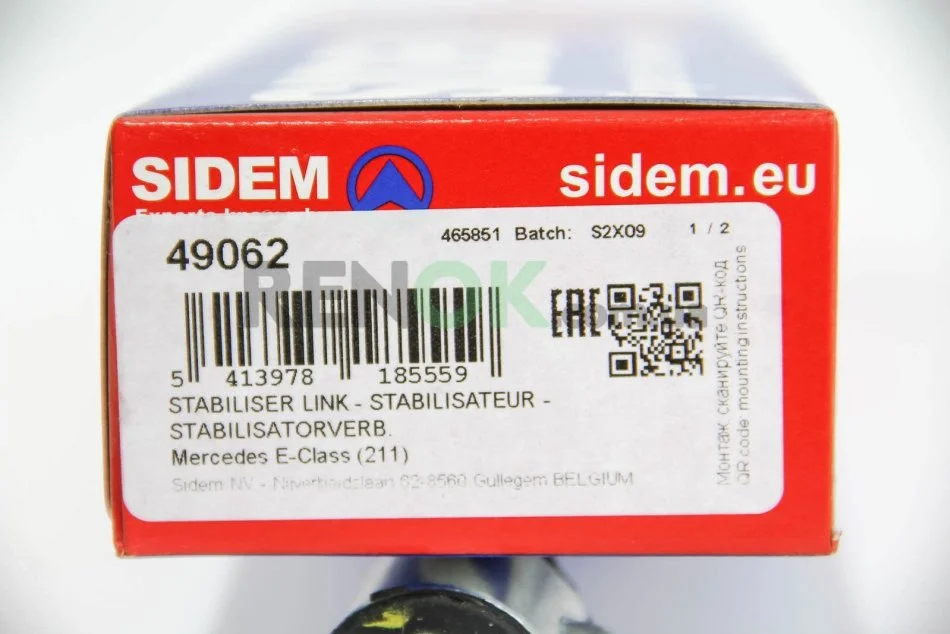 SIDEM
sidem.eu
49062
465851 Batch: S2X09 1 / 2
RENOK
EAC
5 413978 185559
STABILISER LINK - STABILISATEUR -
STABILISATORVERB.
Mercedes E-Class (211)
Sidem NV - Nijverheidslaan 62-8560 Gullegem BELGIUM
Монтаж: сканируйте QR-код
QR code: mounting instructions